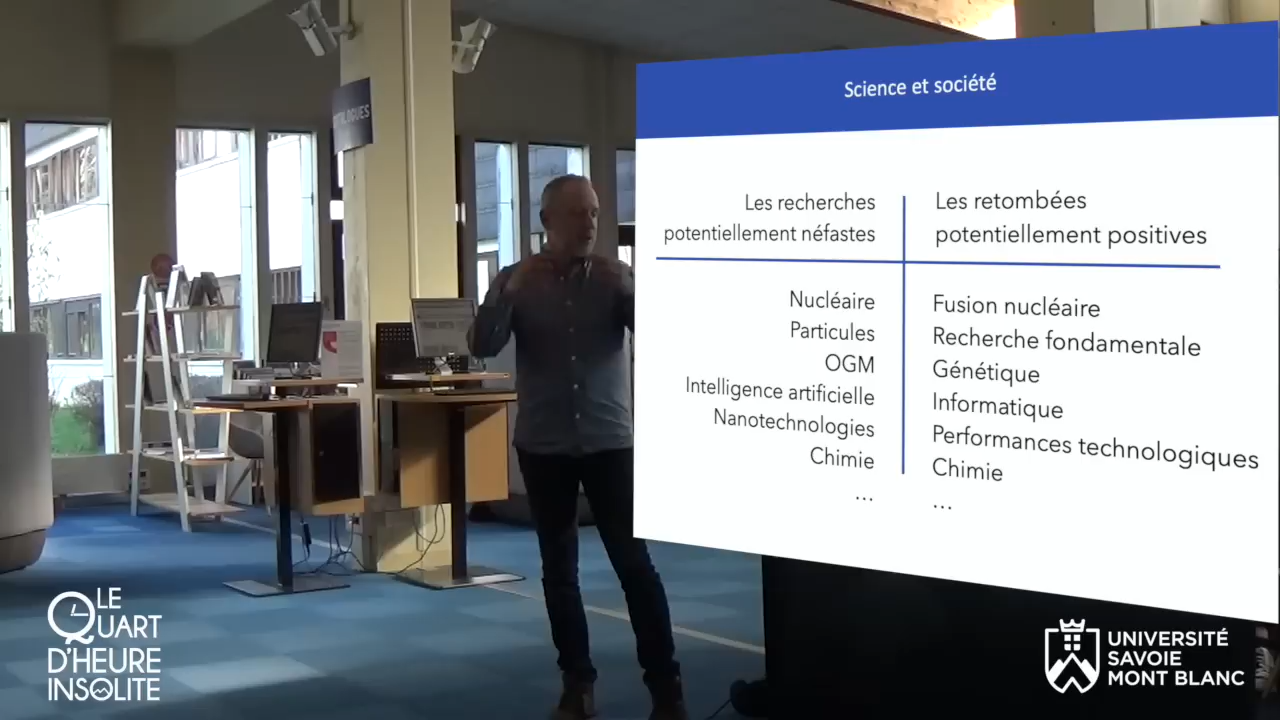 Science et société
Les recherches
potentiellement néfastes
Les retombées
potentiellement positives
Nucléaire
Particules
OGM
Intelligence artificielle
Nanotechnologies
Chimie
...
Fusion nucléaire
Recherche fondamentale
Génétique
Informatique
Performances technologiques
Chimie
...
LE
QUART
D'HEURE
INSOLITE
UNIVERSITÉ
SAVOIE
MONT BLANC